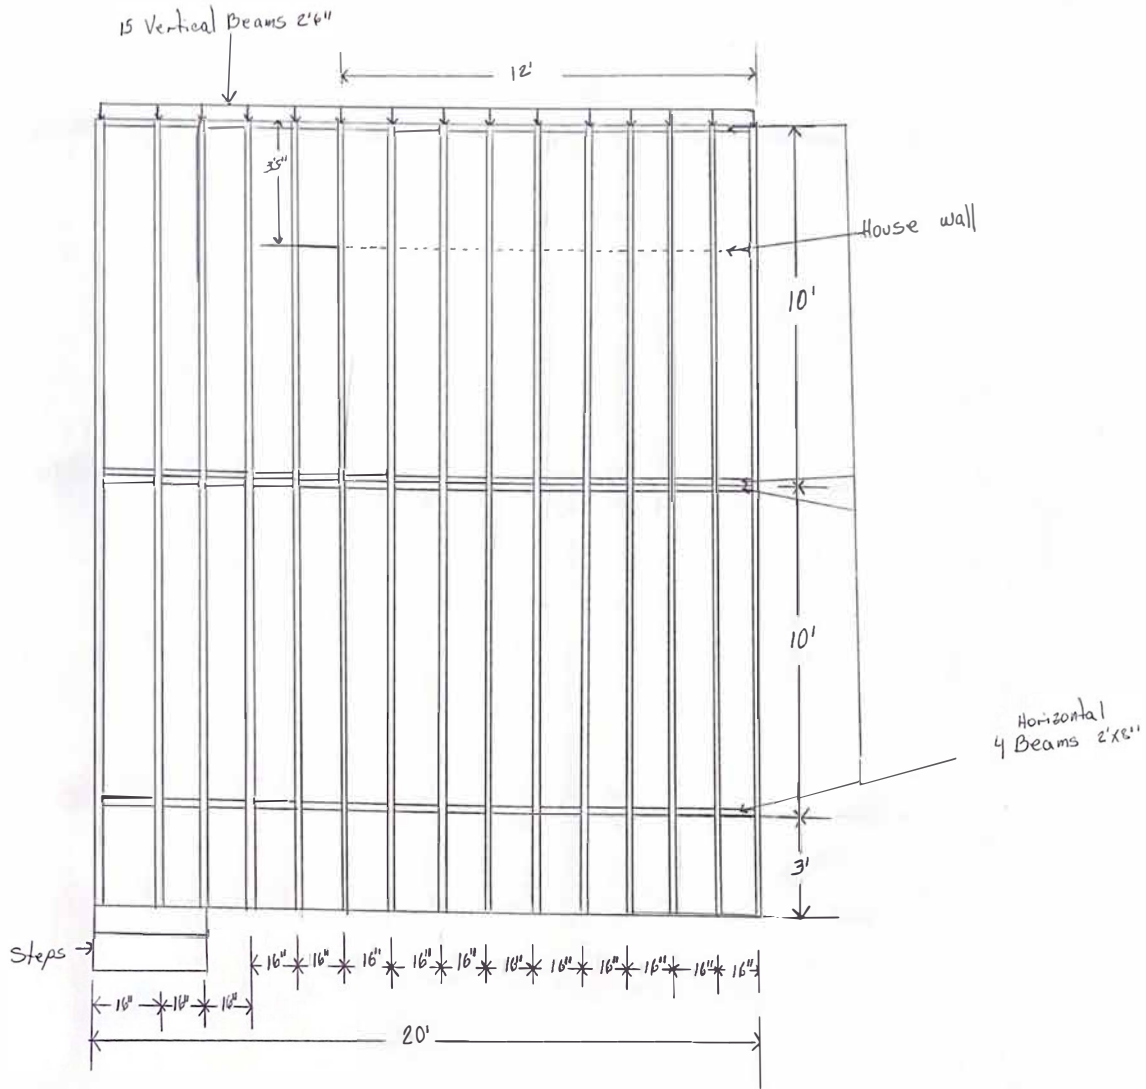 15 Vertical Beams 2'6"
12'
3'5"
House wall
10'
10'
Horizontal
4 Beams 2'x8"
3'
Steps
16" 16" 16" 16" 16" 16" 16" 16" 16" 16" 16"
16" 16" 16"
20'